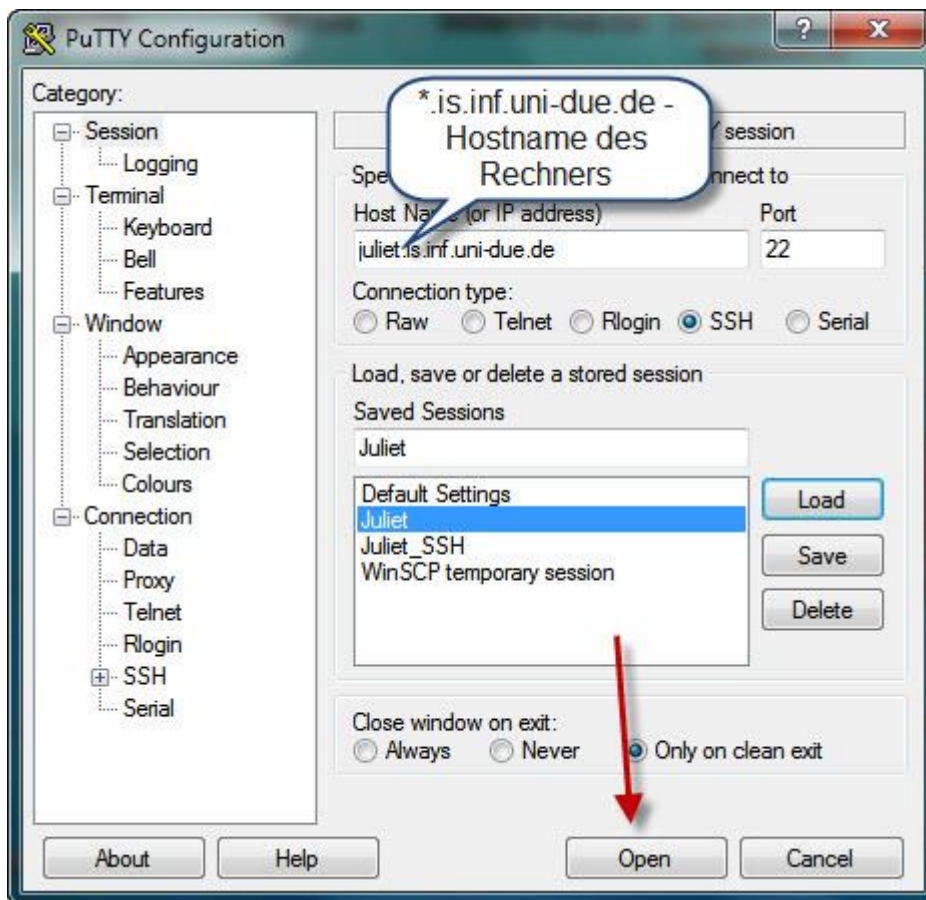 PuTTY Configuration
Category:
Session
Logging
Terminal
Keyboard
Bell
Features
Window
Appearance
Behaviour
Translation
Selection
Colours
Connection
Data
Proxy
Telnet
Rlogin
SSH
Serial
*.is.inf.uni-due.de -
Hostname des
Rechners
session
Host Name (or IP address)
Port
juliet.is.inf.uni-due.de
22
Connection type:
Raw Telnet Rlogin SSH Serial
Load, save or delete a stored session
Saved Sessions
Juliet
Default Settings
Juliet
Juliet_SSH
WinSCP temporary session
Load
Save
Delete
Close window on exit:
Always Never Only on clean exit
About Help Open Cancel